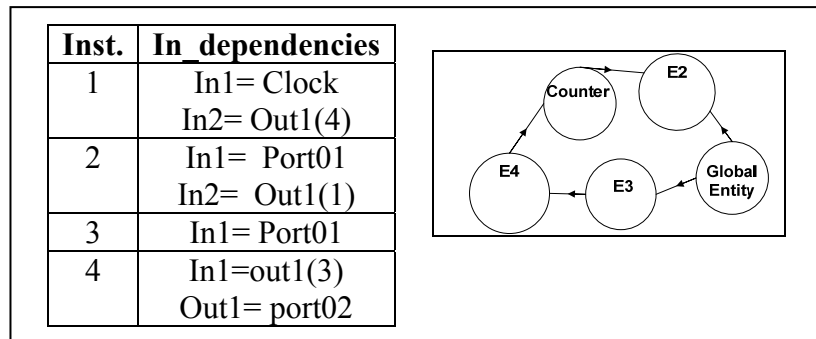 Inst. In_dependencies
1 In1= Clock
In2= Out1(4)
2 In1= Port01
In2= Out1(1)
3 In1= Port01
4 In1=out1(3)
Out1= port02
Counter
E2
E4
E3
Global
Entity